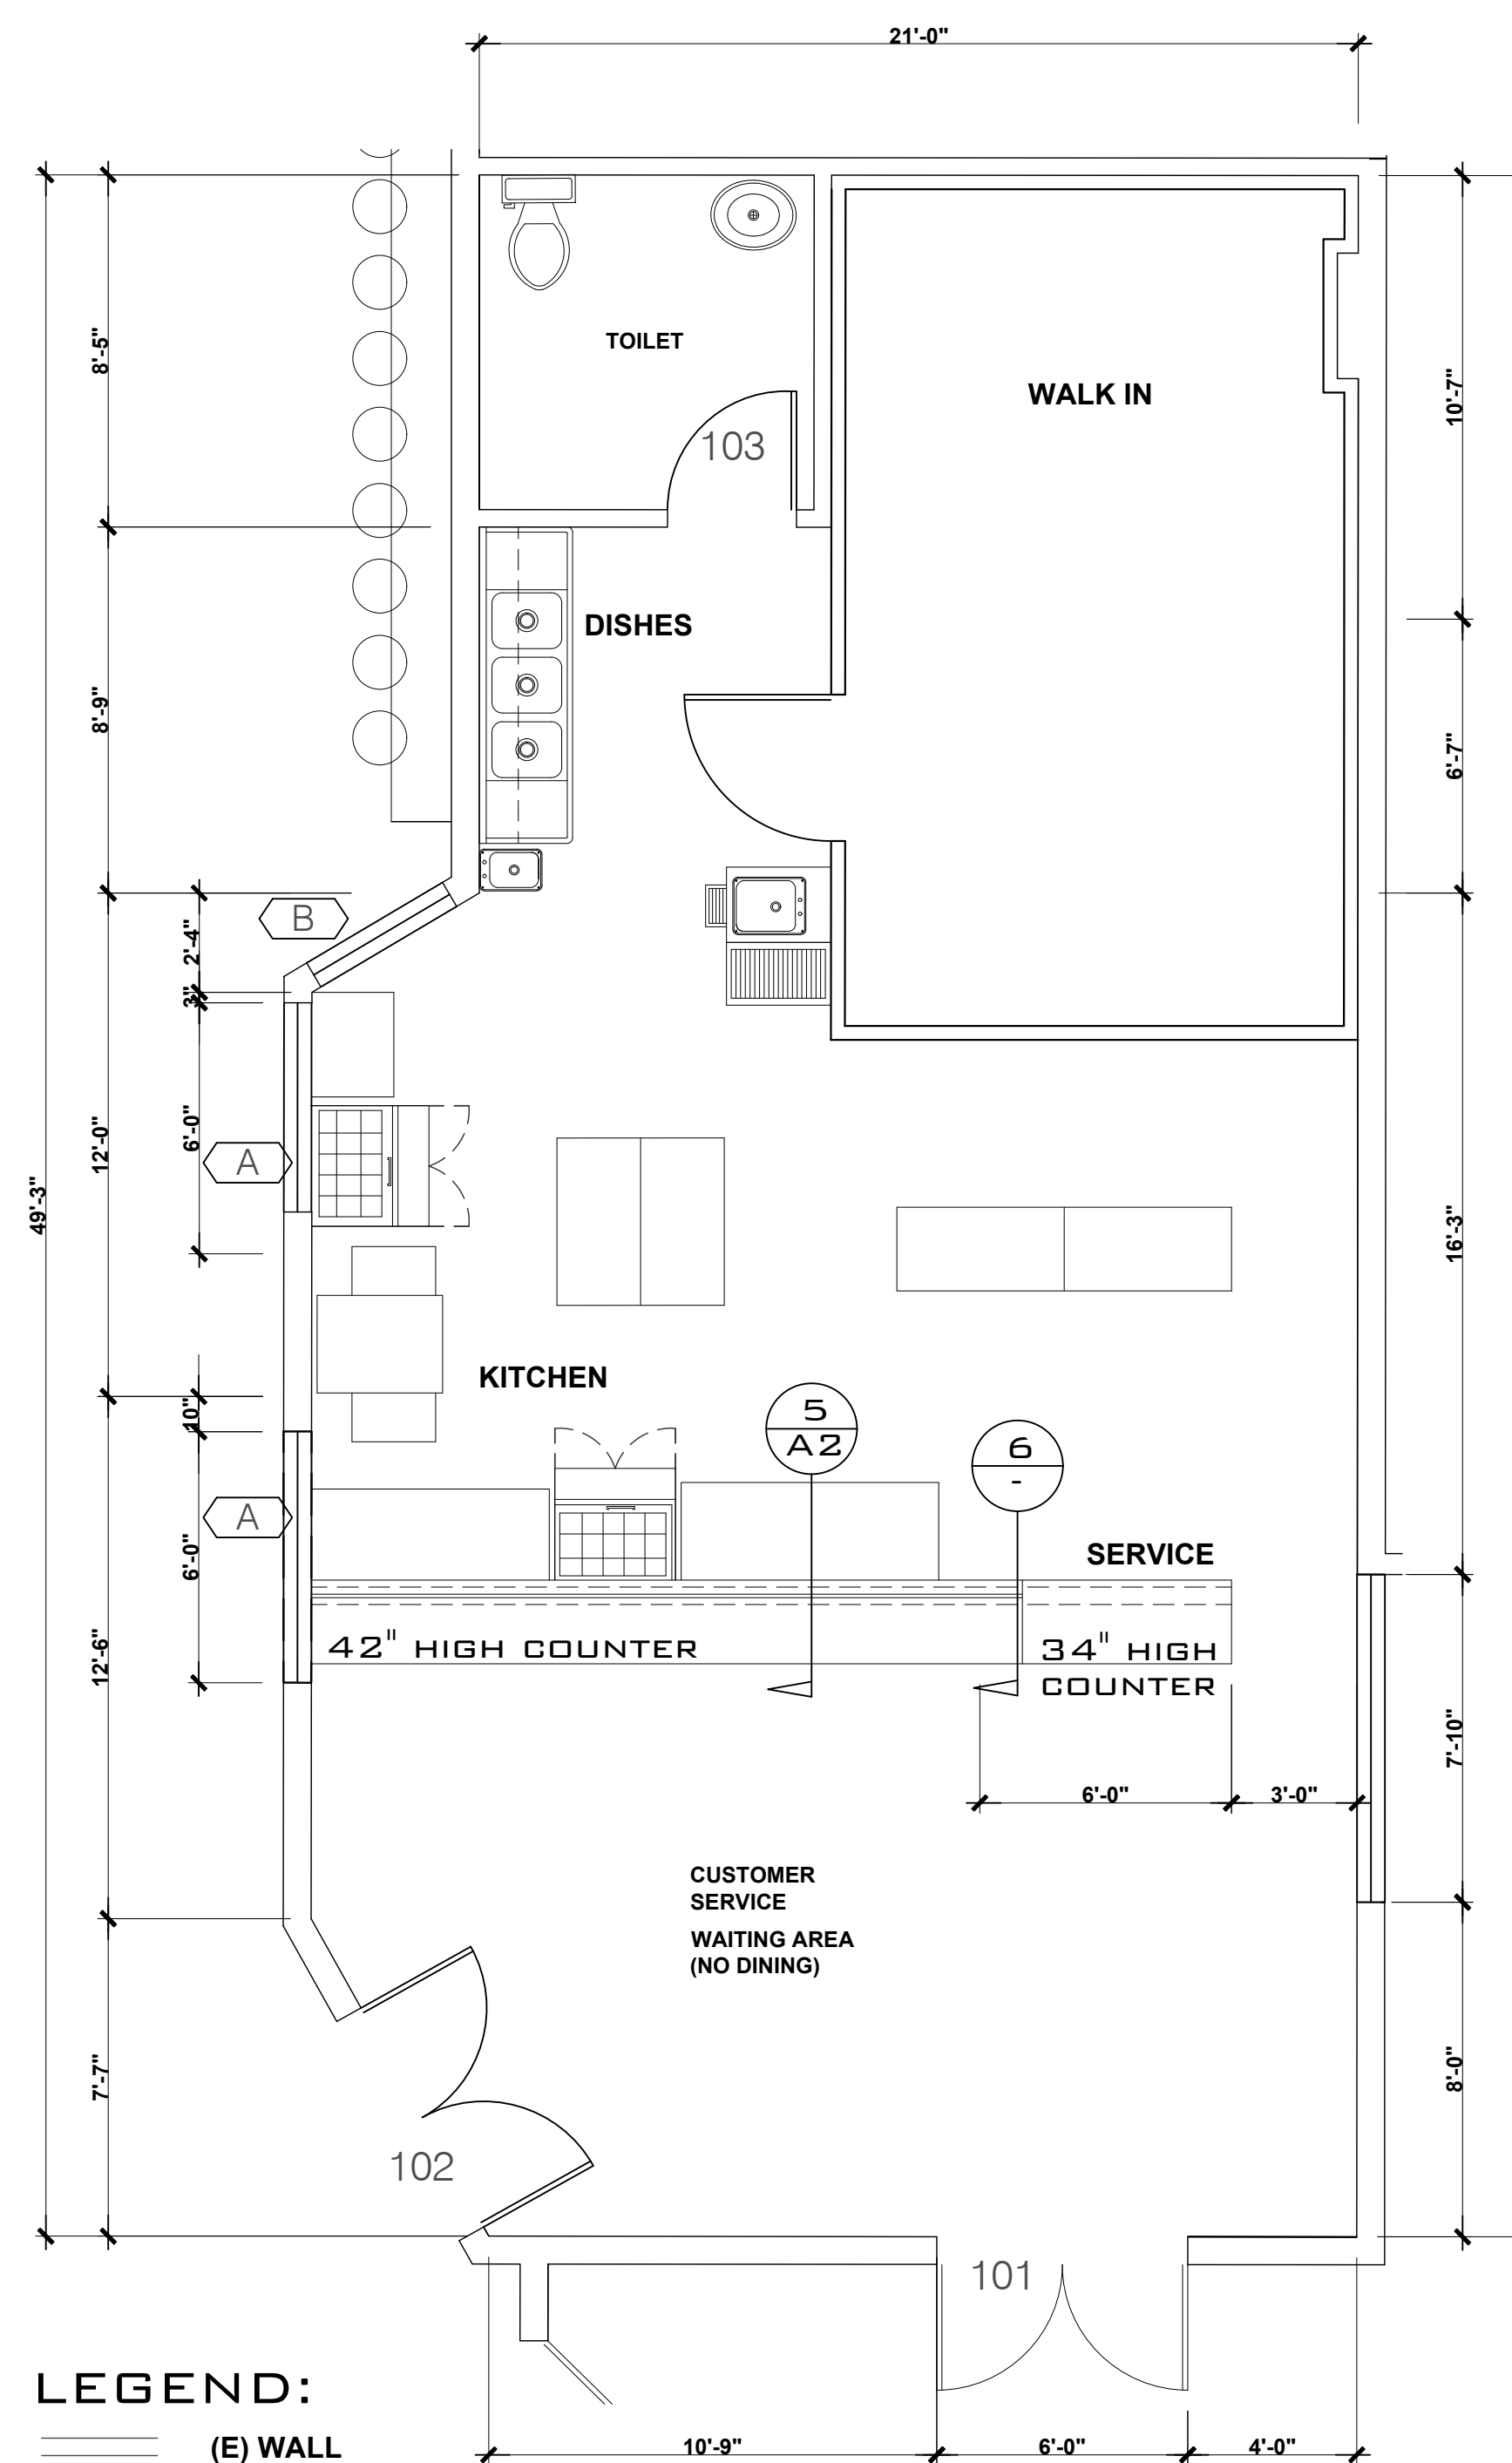 21'-0"
8'-5"
TOILET
WALK IN
10'-7"
103
DISHES
8'-9"
6'-7"
B
2'-4"
3"
6'-0"
12'-0"
A
49'-3"
16'-3"
KITCHEN
10"
5
A2
6
-
A
6'-0"
SERVICE
12'-6"
42" HIGH COUNTER
34" HIGH
COUNTER
7'-10"
6'-0"
3'-0"
CUSTOMER
SERVICE
WAITING AREA
(NO DINING)
7'-7"
8'-0"
102
101
LEGEND:
(E) WALL
10'-9"
6'-0"
4'-0"